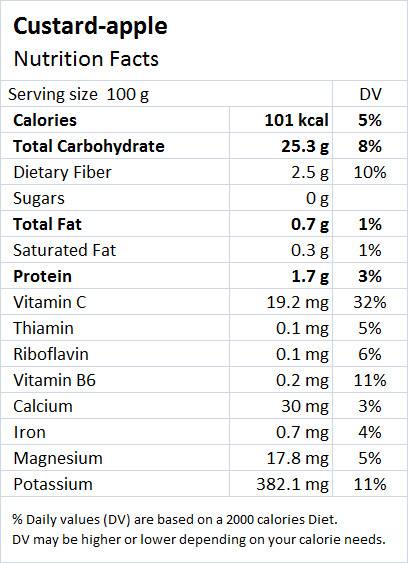 Custard-apple
Nutrition Facts
Serving size 100 g DV
Calories 101 kcal 5%
Total Carbohydrate 25.3 g 8%
Dietary Fiber 2.5 g 10%
Sugars 0 g
Total Fat 0.7 g 1%
Saturated Fat 0.3 g 1%
Protein 1.7 g 3%
Vitamin C 19.2 mg 32%
Thiamin 0.1 mg 5%
Riboflavin 0.1 mg 6%
Vitamin B6 0.2 mg 11%
Calcium 30 mg 3%
Iron 0.7 mg 4%
Magnesium 17.8 mg 5%
Potassium 382.1 mg 11%
% Daily values (DV) are based on a 2000 calories Diet.
DV may be higher or lower depending on your calorie needs.